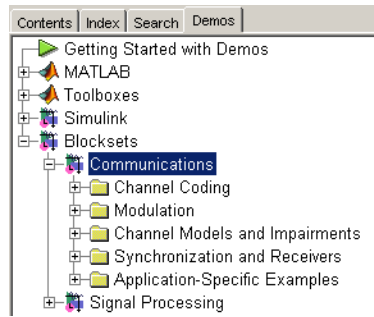 Contents Index Search Demos
Getting Started with Demos
MATLAB
Toolboxes
Simulink
Blocksets
Communications
Channel Coding
Modulation
Channel Models and Impairments
Synchronization and Receivers
Application-Specific Examples
Signal Processing